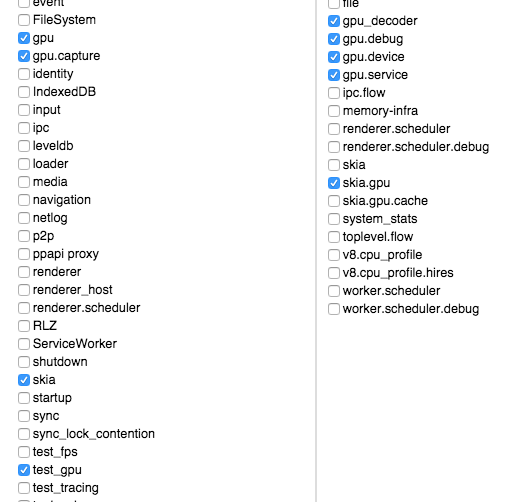 event
FileSystem
gpu
gpu.capture
identity
IndexedDB
input
ipc
leveldb
loader
media
navigation
netlog
p2p
ppapi proxy
renderer
renderer_host
renderer.scheduler
RLZ
ServiceWorker
shutdown
skia
startup
sync
sync_lock_contention
test_fps
test_gpu
test_tracing
file
gpu_decoder
gpu.debug
gpu.device
gpu.service
ipc.flow
memory-infra
renderer.scheduler
renderer.scheduler.debug
skia
skia.gpu
skia.gpu.cache
system_stats
toplevel.flow
v8.cpu_profile
v8.cpu_profile.hires
worker.scheduler
worker.scheduler.debug